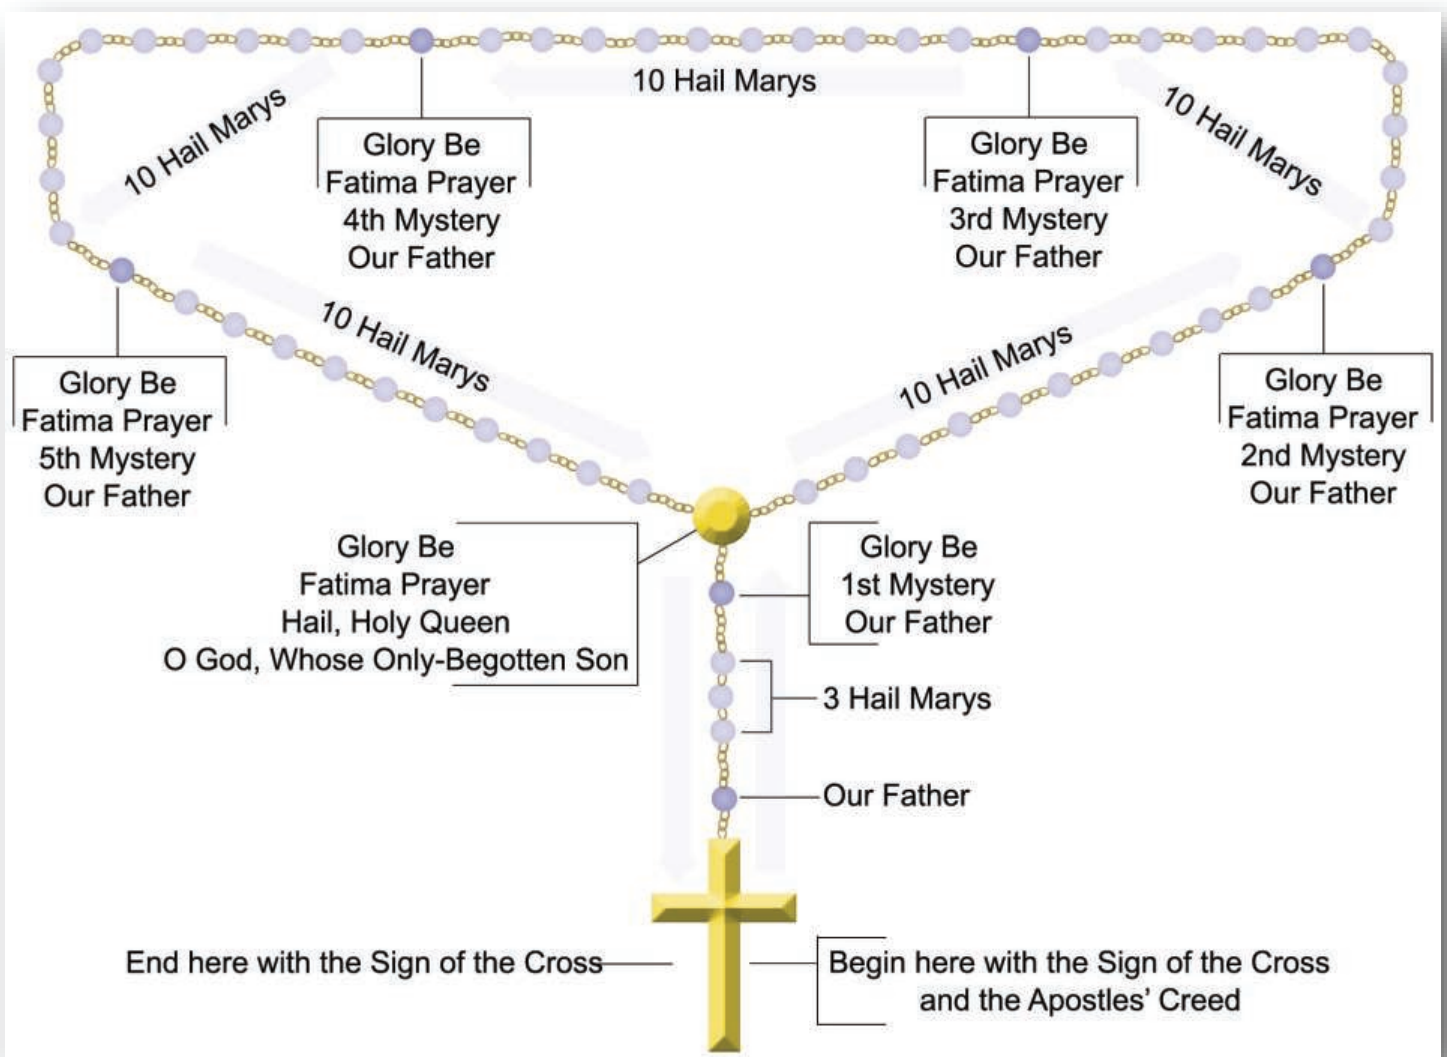 10 Hail Marys
10 Hail Marys
10 Hail Marys
Glory Be
Fatima Prayer
4th Mystery
Our Father
Glory Be
Fatima Prayer
3rd Mystery
Our Father
10 Hail Marys
10 Hail Marys
Glory Be
Fatima Prayer
5th Mystery
Our Father
Glory Be
Fatima Prayer
2nd Mystery
Our Father
Glory Be
Fatima Prayer
Hail, Holy Queen
O God, Whose Only-Begotten Son
Glory Be
1st Mystery
Our Father
3 Hail Marys
Our Father
End here with the Sign of the Cross
Begin here with the Sign of the Cross
and the Apostles’ Creed